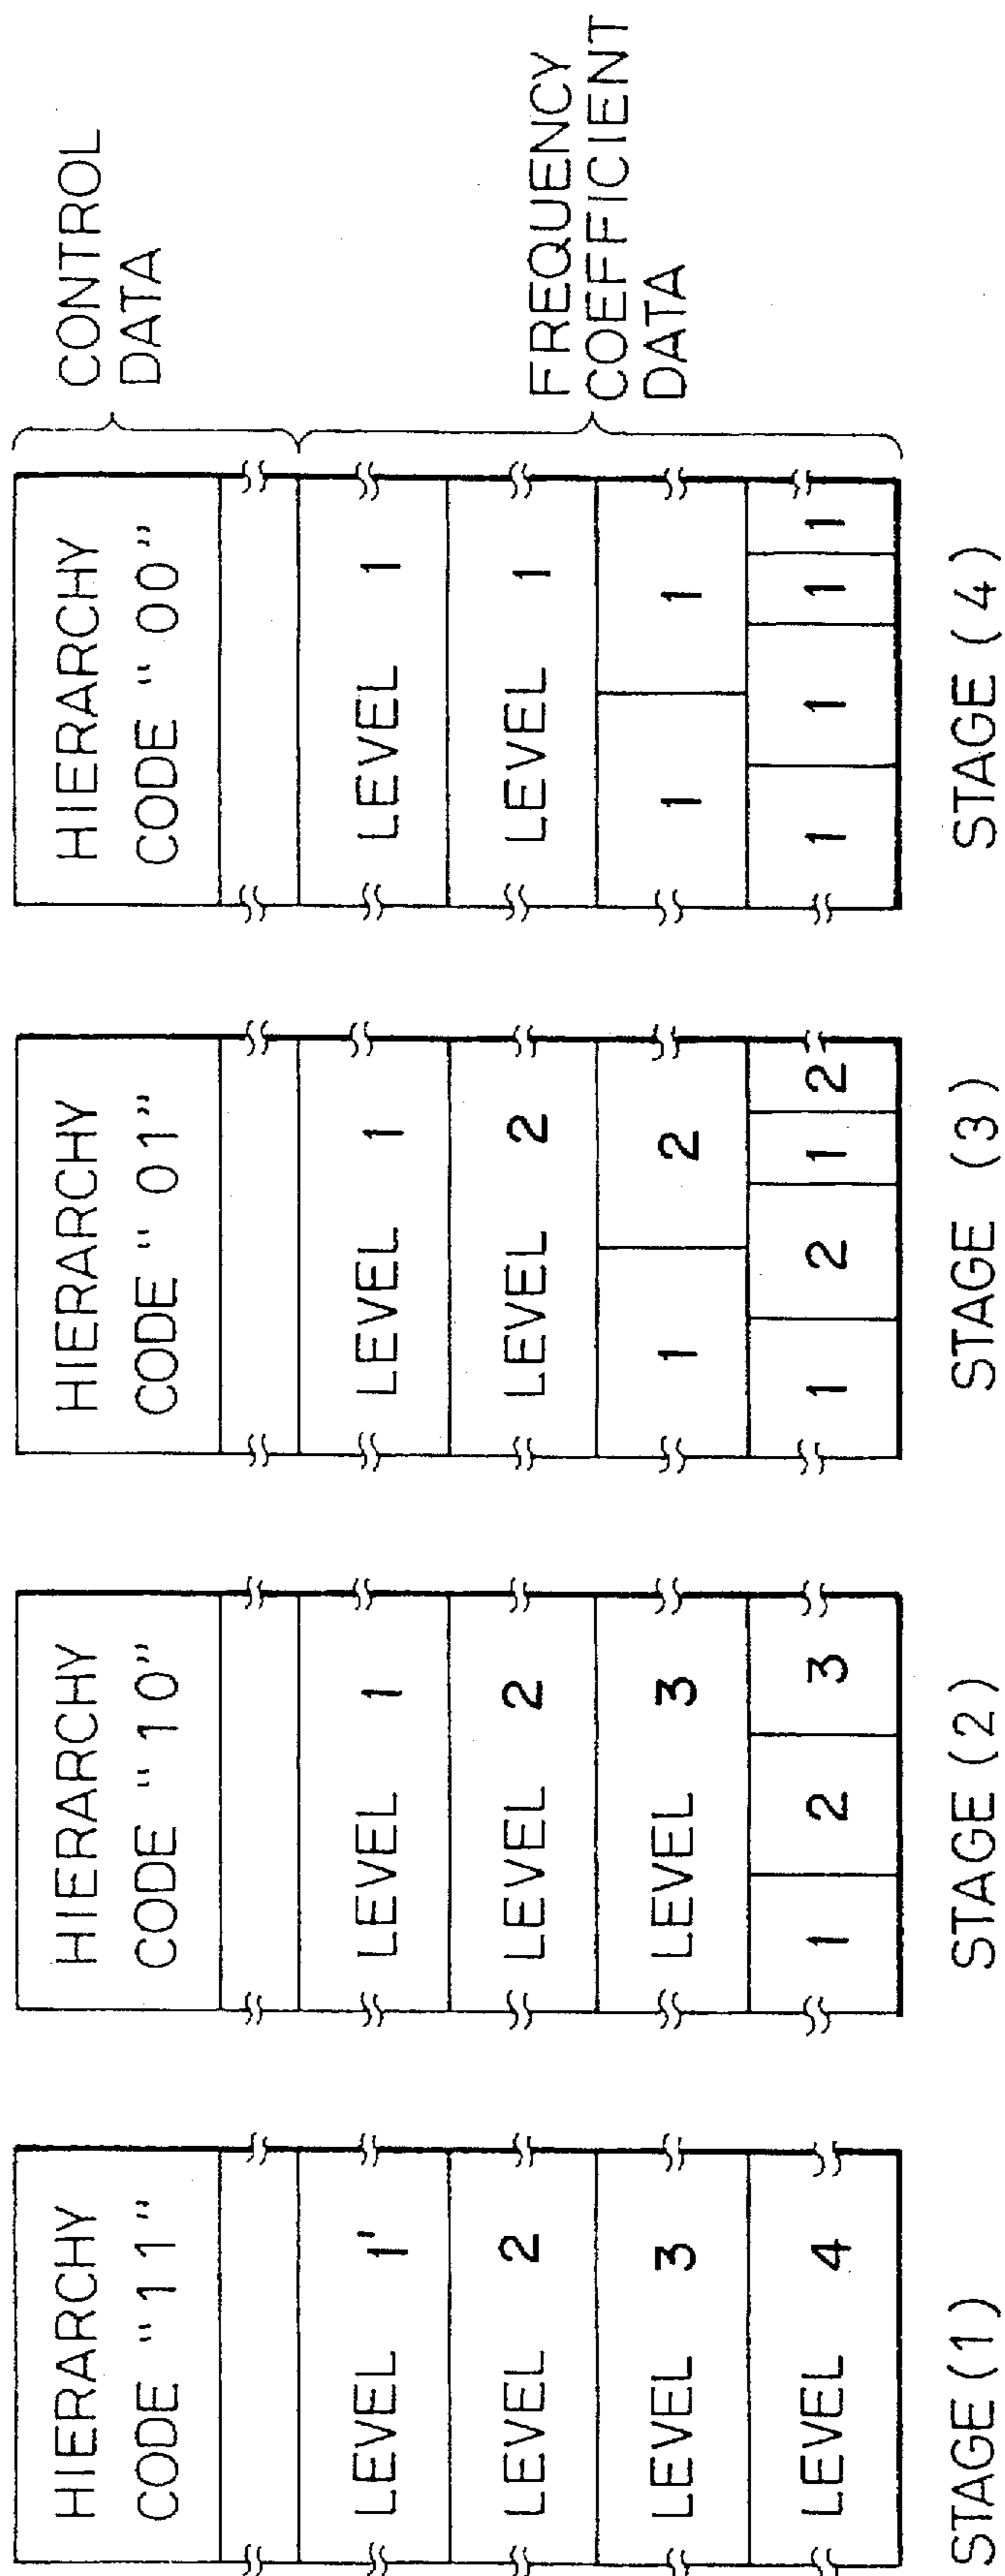 HIERARCHY
CODE "11"
LEVEL 1'
LEVEL 2
LEVEL 3
LEVEL 4
STAGE (1)
HIERARCHY
CODE "10"
LEVEL 1
LEVEL 2
LEVEL 3
1 2 3
STAGE (2)
HIERARCHY
CODE "01"
LEVEL 1
LEVEL 2
1 2
1 2 1 2
STAGE (3)
HIERARCHY
CODE "00"
LEVEL 1
LEVEL 1
1 1
1 1 1 1
STAGE (4)
CONTROL
DATA
FREQUENCY
COEFFICIENT
DATA